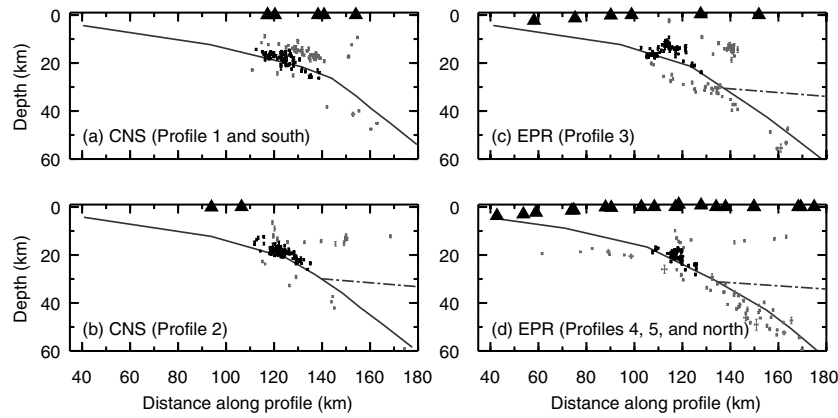 0
20
40
60
Depth (km)
(a) CNS (Profile 1 and south)
0
20
40
60
(c) EPR (Profile 3)
0
20
40
60
Depth (km)
(b) CNS (Profile 2)
40 60 80 100 120 140 160 180
Distance along profile (km)
0
20
40
60
(d) EPR (Profiles 4, 5, and north)
40 60 80 100 120 140 160 180
Distance along profile (km)